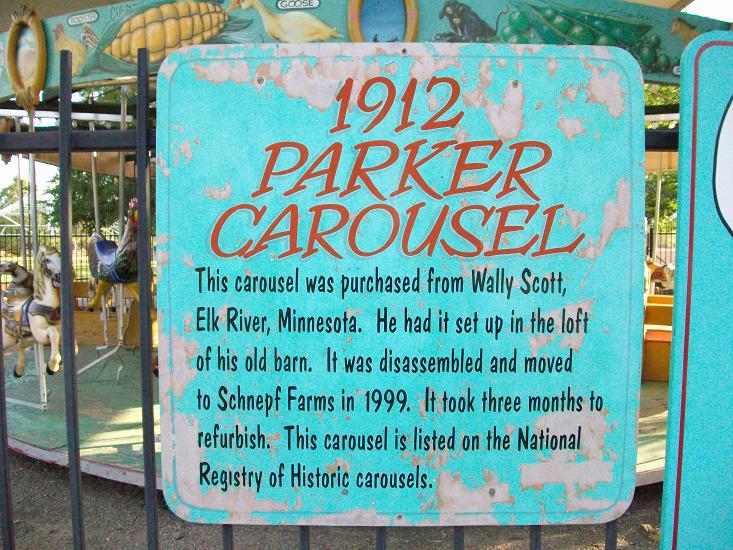 ROOSTER
GOOSE
1912
PARKER
CAROUSEL
This carousel was purchased from Wally Scott,
Elk River, Minnesota. He had it set up in the loft
of his old barn. It was disassembled and moved
to Schnepf Farms in 1999. It took three months to
refurbish. This carousel is listed on the National
Registry of Historic carousels.